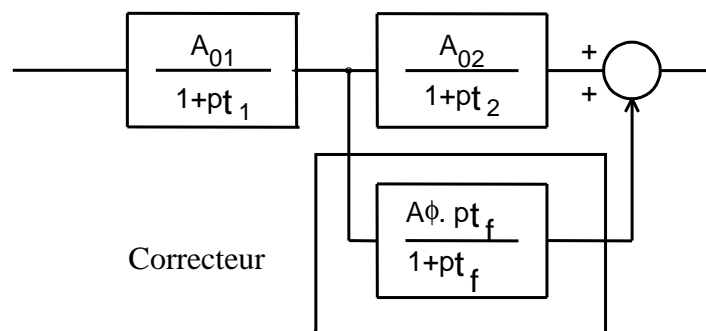 A01
1+pt1
A02
1+pt2
+
+
Aϕ. ptf
1+ptf
Correcteur